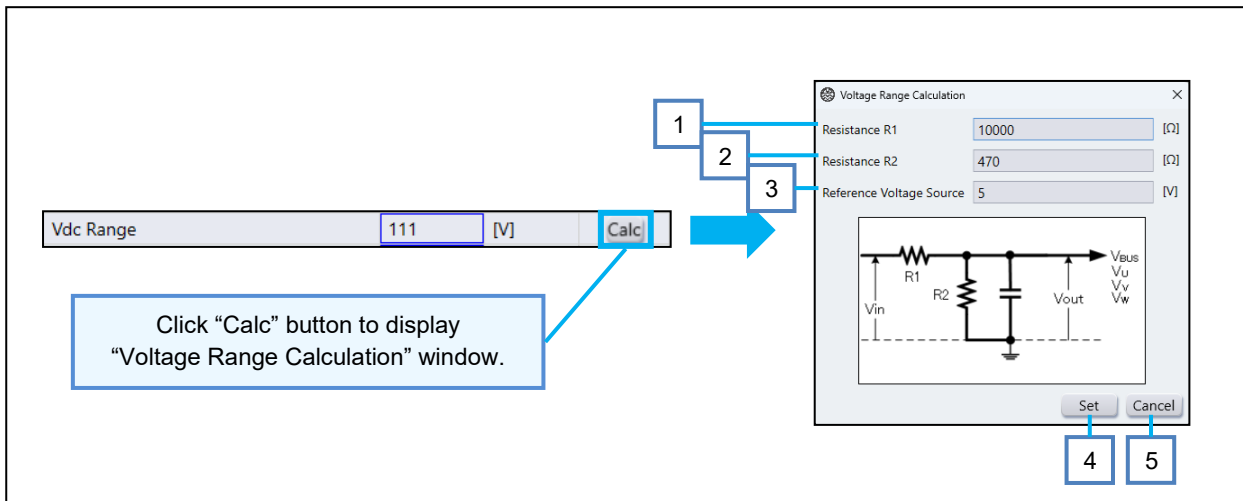 Voltage Range Calculation ×
1
Resistance R1 10000 [Ω]
2
Resistance R2 470 [Ω]
3
Reference Voltage Source 5 [V]
Vdc Range 111 [V] Calc
R1
R2
Vin
Vout
VBUS
VU
VV
VW
Click “Calc” button to display
“Voltage Range Calculation” window.
Set Cancel
4 5